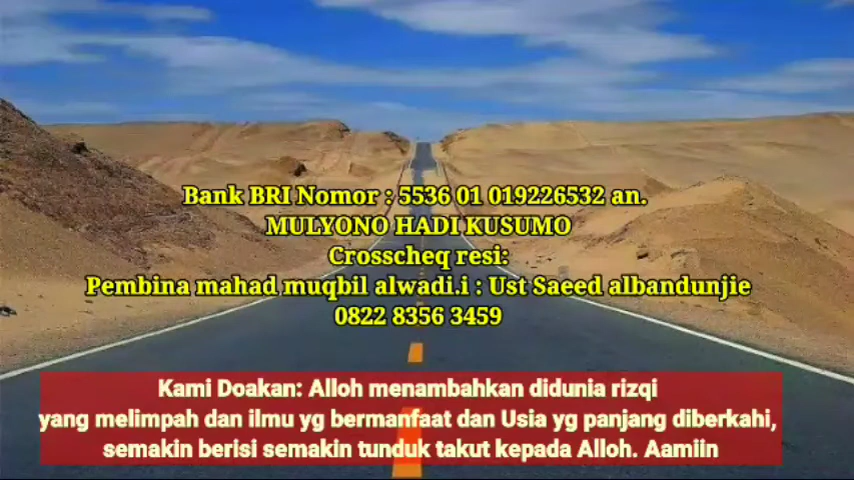 Bank BRI Nomor : 5536 01 019226532 an.
MULYONO HADI KUSUMO
Crosscheq resi:
Pembina mahad muqbil alwadi.i : Ust Saeed albandunjie
0822 8356 3459
Kami Doakan: Alloh menambahkan didunia rizqi
yang melimpah dan ilmu yg bermanfaat dan Usia yg panjang diberkahi,
semakin berisi semakin tunduk takut kepada Alloh. Aamiin